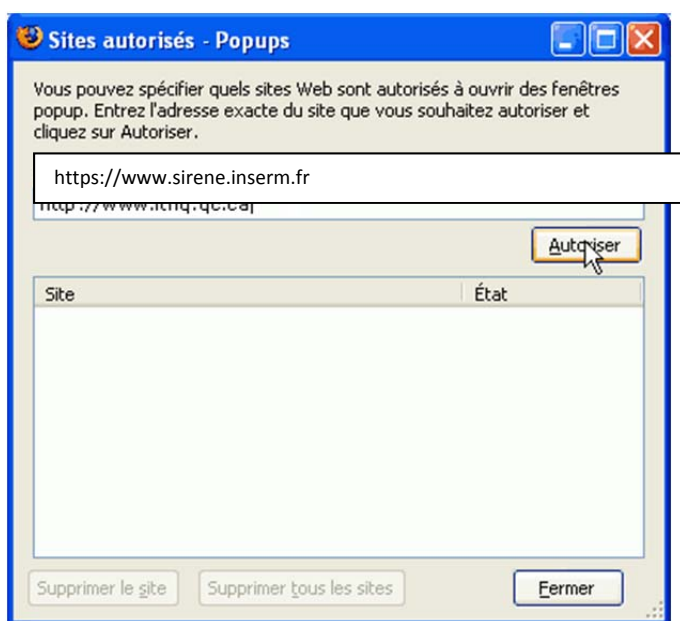 Sites autorisés - Popups
Vous pouvez spécifier quels sites Web sont autorisés à ouvrir des fenêtres
popup. Entrez l'adresse exacte du site que vous souhaitez autoriser et
cliquez sur Autoriser.
https://www.sirene.inserm.fr
Autoriser
Site État
Supprimer le site Supprimer tous les sites Fermer